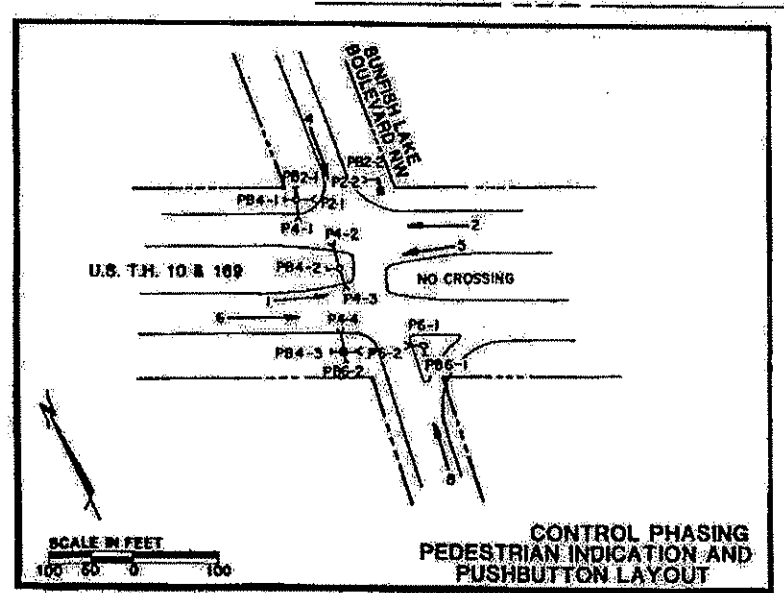 SUNFISH LAKE
BOULEVARD NW
4
PB2-1
PB2-2
P2-2
PB4-1
P2-1
P4-1
P4-2
2
5
U.S. T.H. 10 & 169
PB4-2
NO CROSSING
P4-3
1
6
P4-4
P6-1
PB4-3
P6-2
PB6-2
PB6-1
8
N
SCALE IN FEET
100 50 0 100
CONTROL PHASING
PEDESTRIAN INDICATION AND
PUSHBUTTON LAYOUT